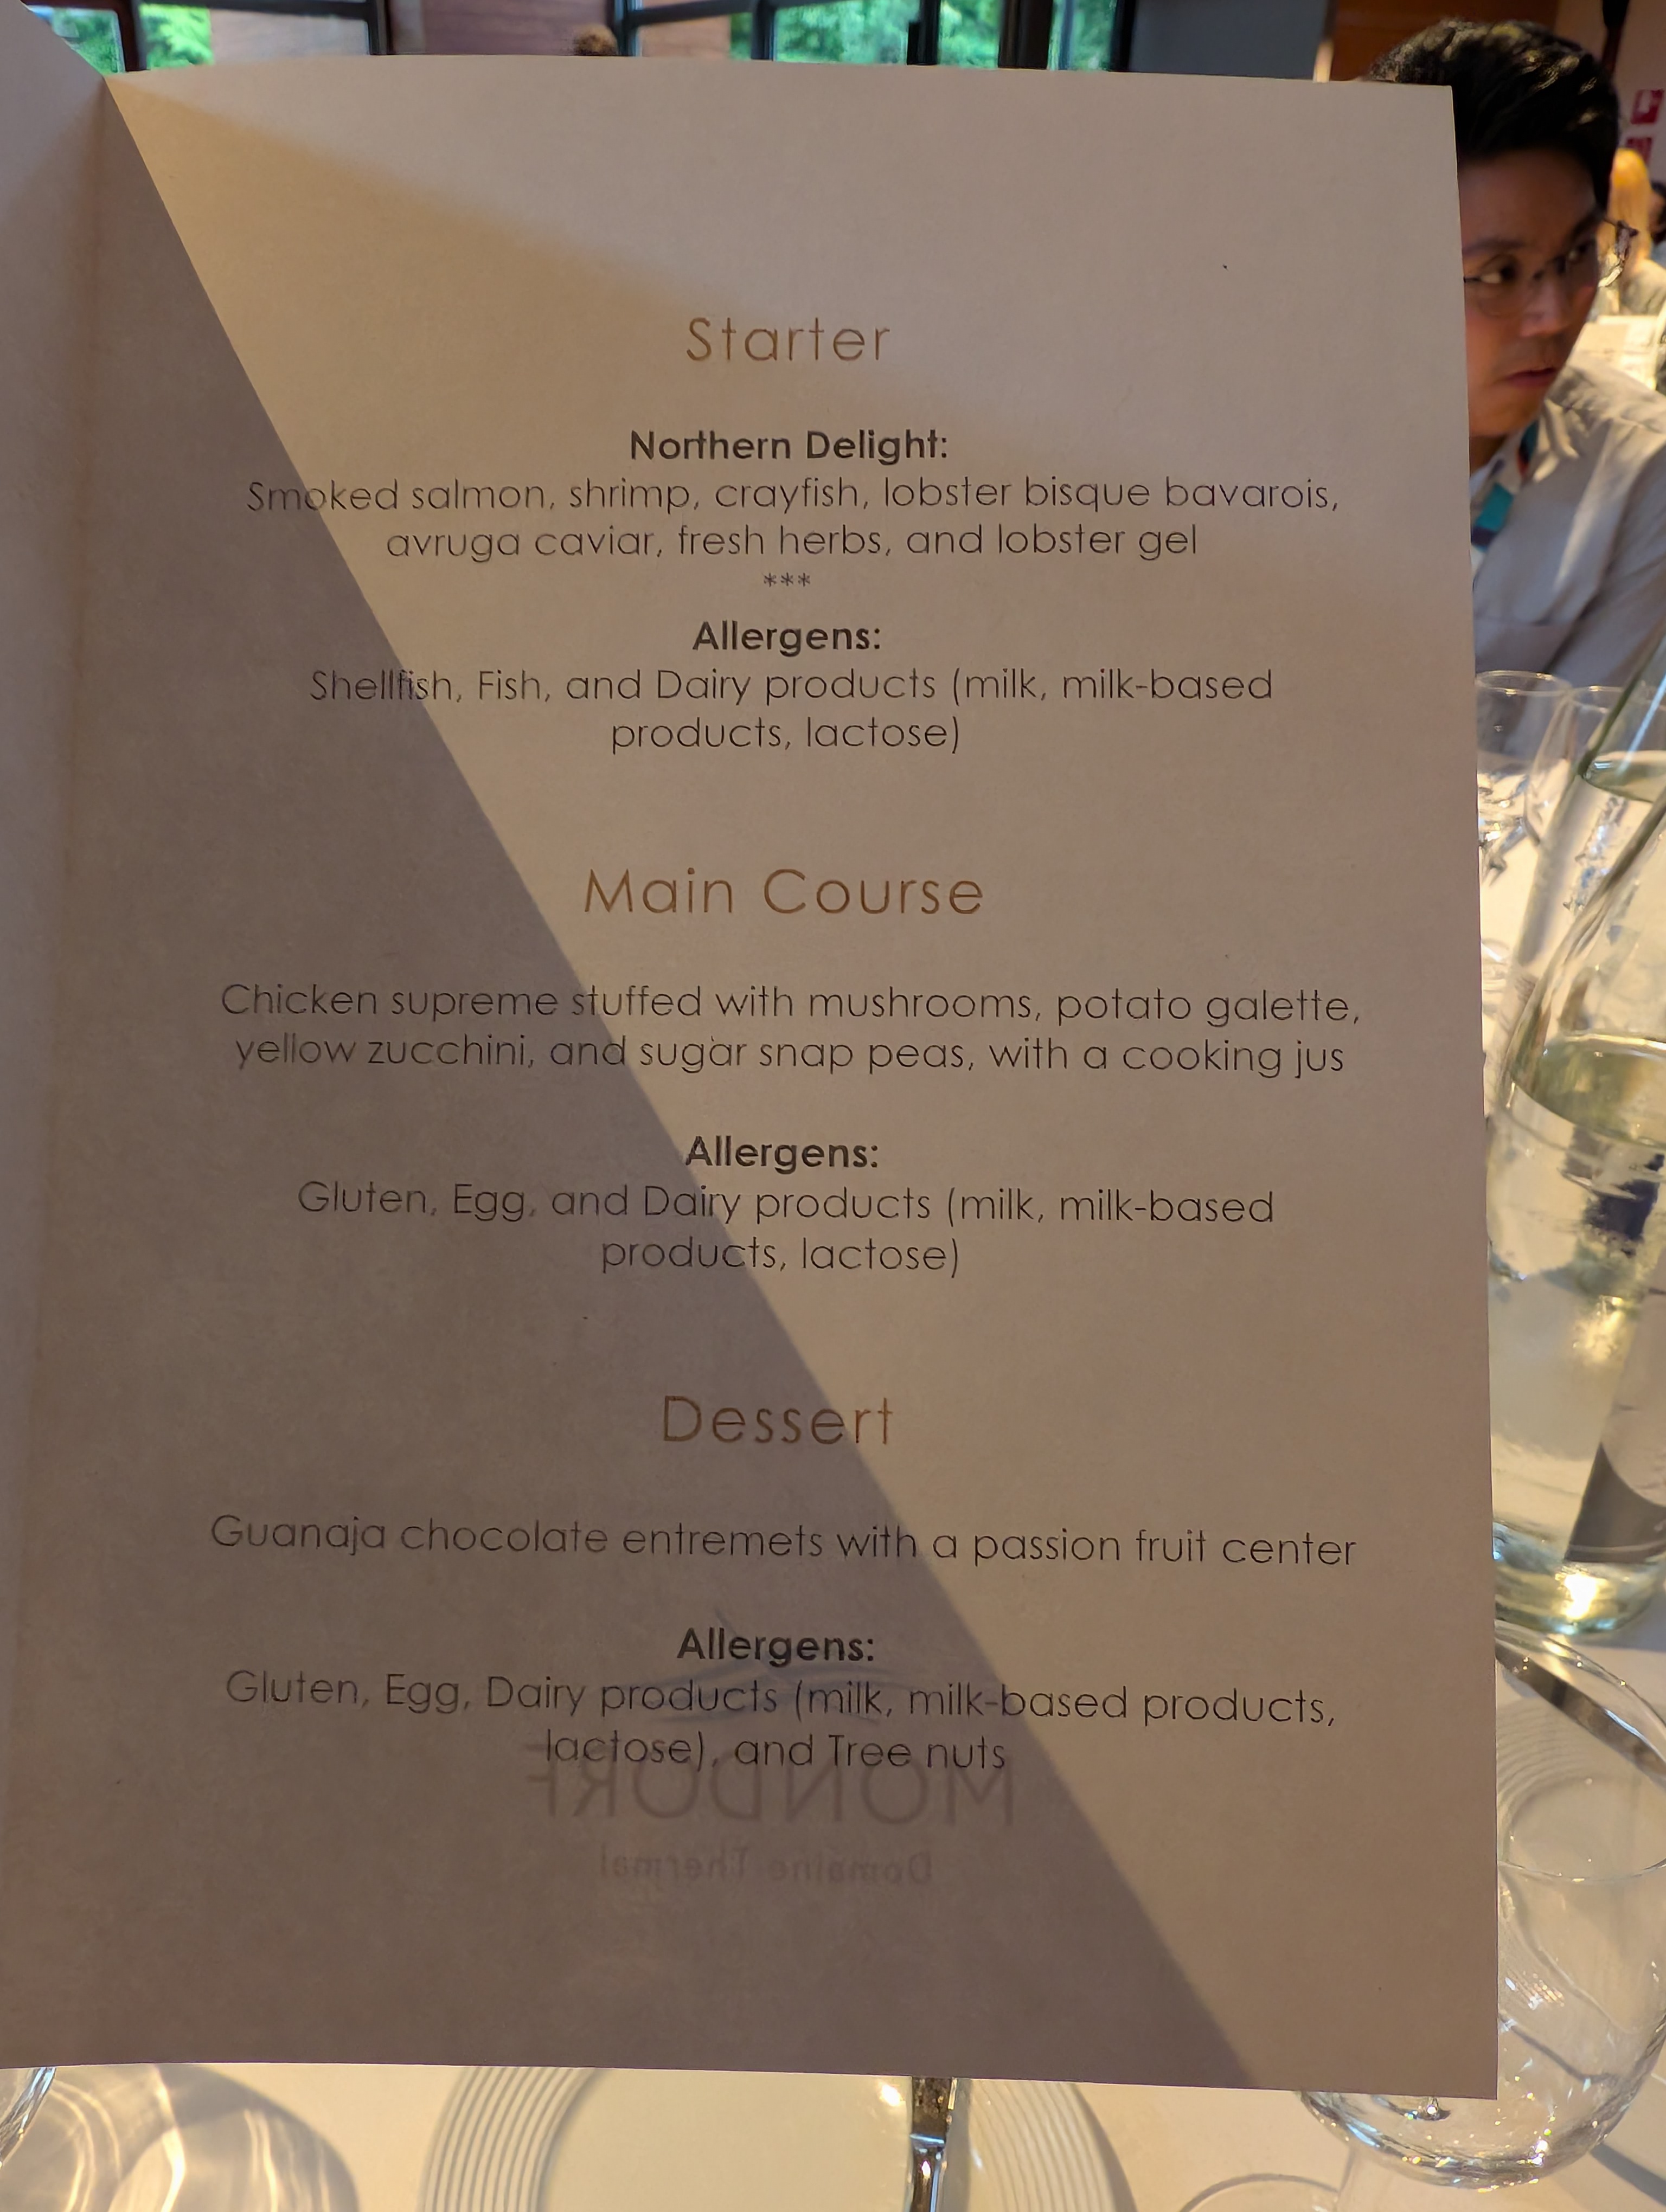 Starter
Northern Delight:
Smoked salmon, shrimp, crayfish, lobster bisque bavarois,
avruga caviar, fresh herbs, and lobster gel
***
Allergens:
Shellfish, Fish, and Dairy products (milk, milk-based
products, lactose)
Main Course
Chicken supreme stuffed with mushrooms, potato galette,
yellow zucchini, and sugar snap peas, with a cooking jus
Allergens:
Gluten, Egg, and Dairy products (milk, milk-based
products, lactose)
Dessert
Guanaja chocolate entremets with a passion fruit center
Allergens:
Gluten, Egg, Dairy products (milk, milk-based products,
lactose), and Tree nuts
MONDORF
Domaine Thermal